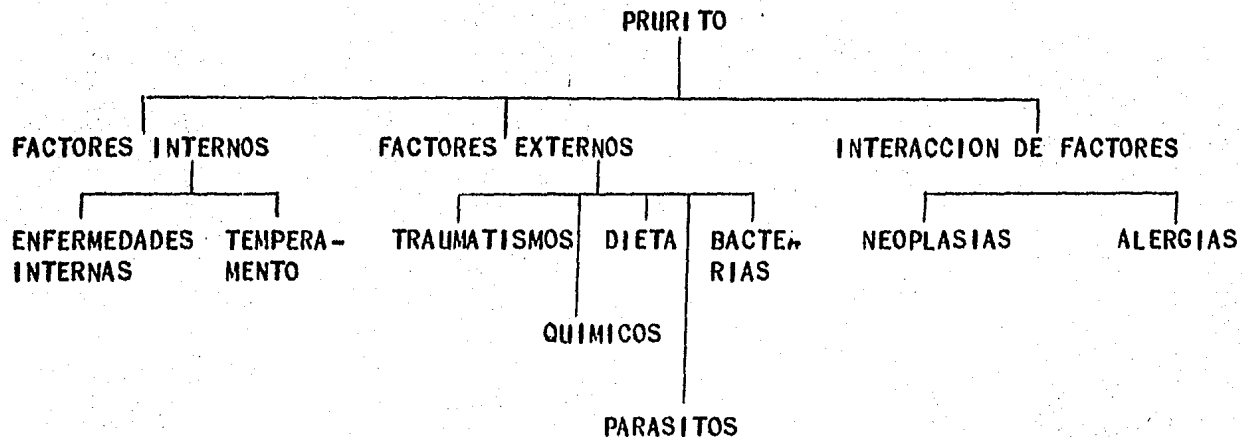 PRURITO
FACTORES INTERNOS FACTORES EXTERNOS INTERACCION DE FACTORES
ENFERMEDADES TEMPERA- TRAUMATISMOS DIETA BACTE- NEOPLASIAS ALERGIAS
INTERNAS MENTO RIAS
QUIMICOS
PARASITOS